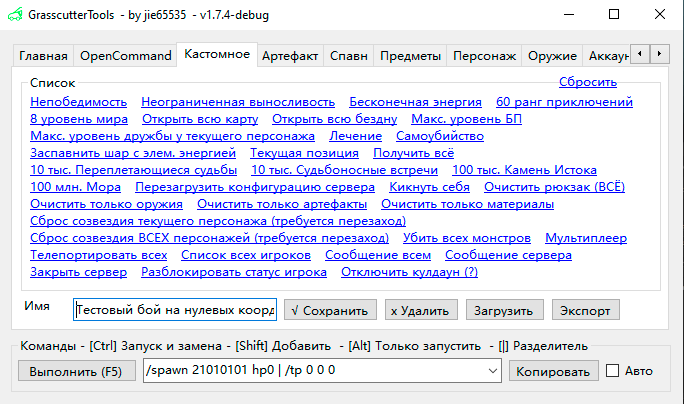 GrasscutterTools - by jie65535 - v1.7.4-debug
Главная OpenCommand Кастомное Артефакт Спавн Предметы Персонаж Оружие Аккаун
Список Сбросить
Непобедимость Неограниченная выносливость Бесконечная энергия 60 ранг приключений
8 уровень мира Открыть всю карту Открыть всю бездну Макс. уровень БП
Макс. уровень дружбы у текущего персонажа Лечение Самоубийство
Заспавнить шар с элем. энергией Текущая позиция Получить всё
10 тыс. Переплетающиеся судьбы 10 тыс. Судьбоносные встречи 100 тыс. Камень Истока
100 млн. Мора Перезагрузить конфигурацию сервера Кикнуть себя Очистить рюкзак (ВСЁ)
Очистить только оружия Очистить только артефакты Очистить только материалы
Сброс созвездия текущего персонажа (требуется перезаход)
Сброс созвездия ВСЕХ персонажей (требуется перезаход) Убить всех монстров Мультиплеер
Телепортировать всех Список всех игроков Сообщение всем Сообщение сервера
Закрыть сервер Разблокировать статус игрока Отключить кулдаун (?)
Имя Тестовый бой на нулевых коорд √ Сохранить x Удалить Загрузить Экспорт
Команды - [Ctrl] Запуск и замена - [Shift] Добавить - [Alt] Только запустить - [|] Разделитель
Выполнить (F5) /spawn 21010101 hp0 | /tp 0 0 0 Копировать Авто